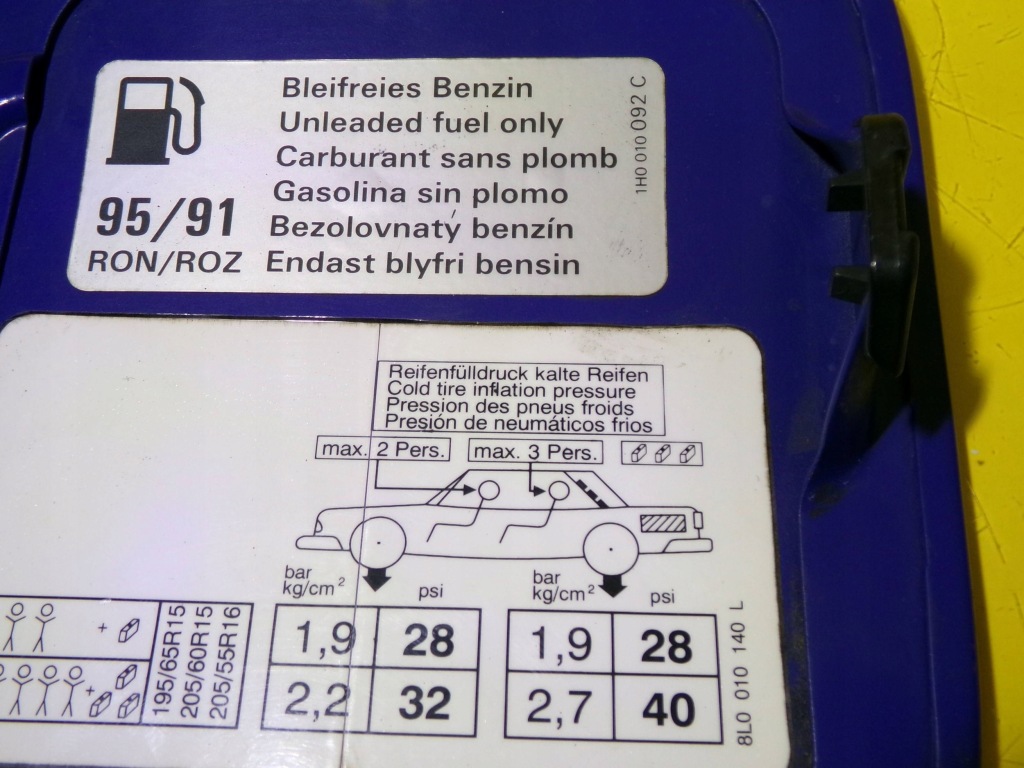 Bleifreies Benzin
Unleaded fuel only
Carburant sans plomb
Gasolina sin plomo
Bezolovnatý benzín
Endast blyfri bensin
95/91
RON/ROZ
1H0 010 092 C
Reifenfülldruck kalte Reifen
Cold tire inflation pressure
Pression des pneus froids
Presión de neumáticos frios
max. 2 Pers.
max. 3 Pers.
bar
kg/cm²
psi
bar
kg/cm²
psi
+
195/65R15
205/60R15
205/55R16
1,9 28
1,9 28
+
2,2 32
2,7 40
8L0 010 140 L